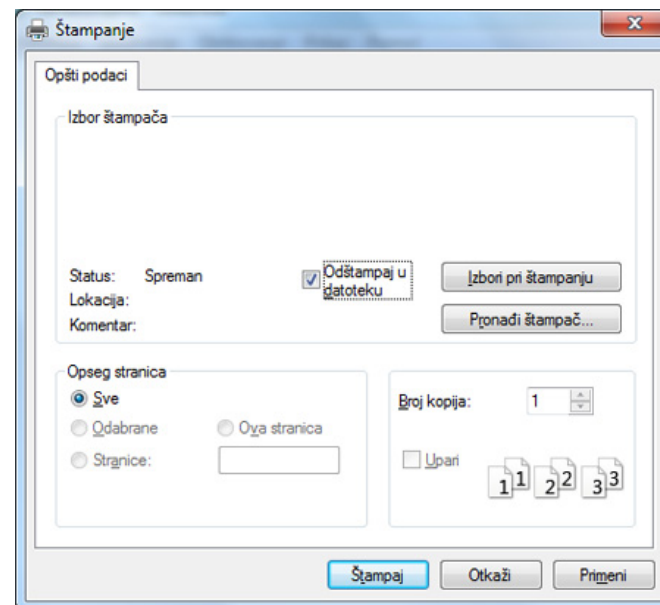 Štampanje
Opšti podaci
Izbor štampača
Status: Spreman
Lokacija:
Komentar:
Odštampaj u
datoteku
Izbori pri štampanju
Pronađi štampač...
Opseg stranica
Sve
Odabrane
Ova stranica
Stranice:
Broj kopija: 1
Upari
1 1 2 2 3 3
Štampaj
Otkaži
Primeni